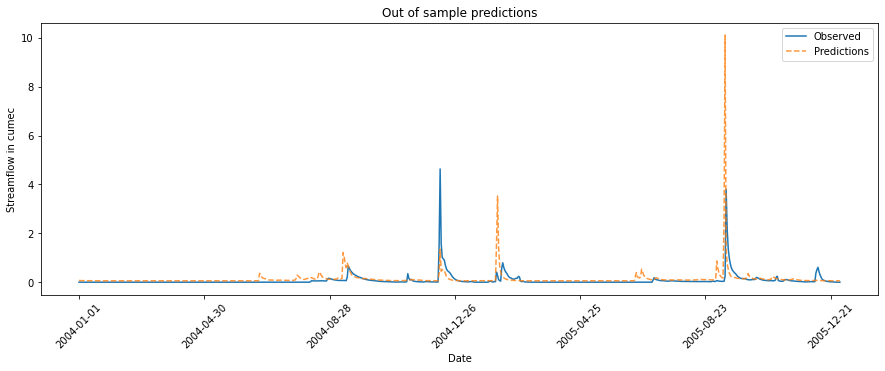 Out of sample predictions
Observed
Predictions
Streamflow in cumec
10
8
6
4
2
0
2004-01-01
2004-04-30
2004-08-28
2004-12-26
2005-04-25
2005-08-23
2005-12-21
Date